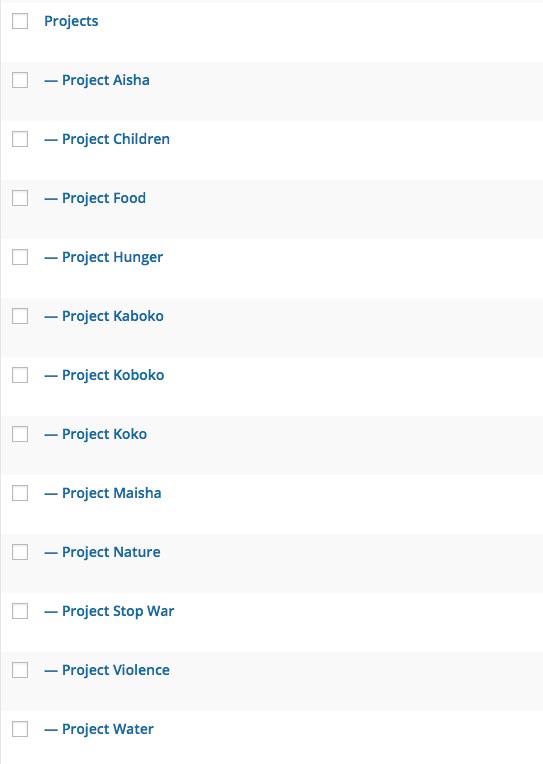 Projects
— Project Aisha
— Project Children
— Project Food
— Project Hunger
— Project Kaboko
— Project Koboko
— Project Koko
— Project Maisha
— Project Nature
— Project Stop War
— Project Violence
— Project Water